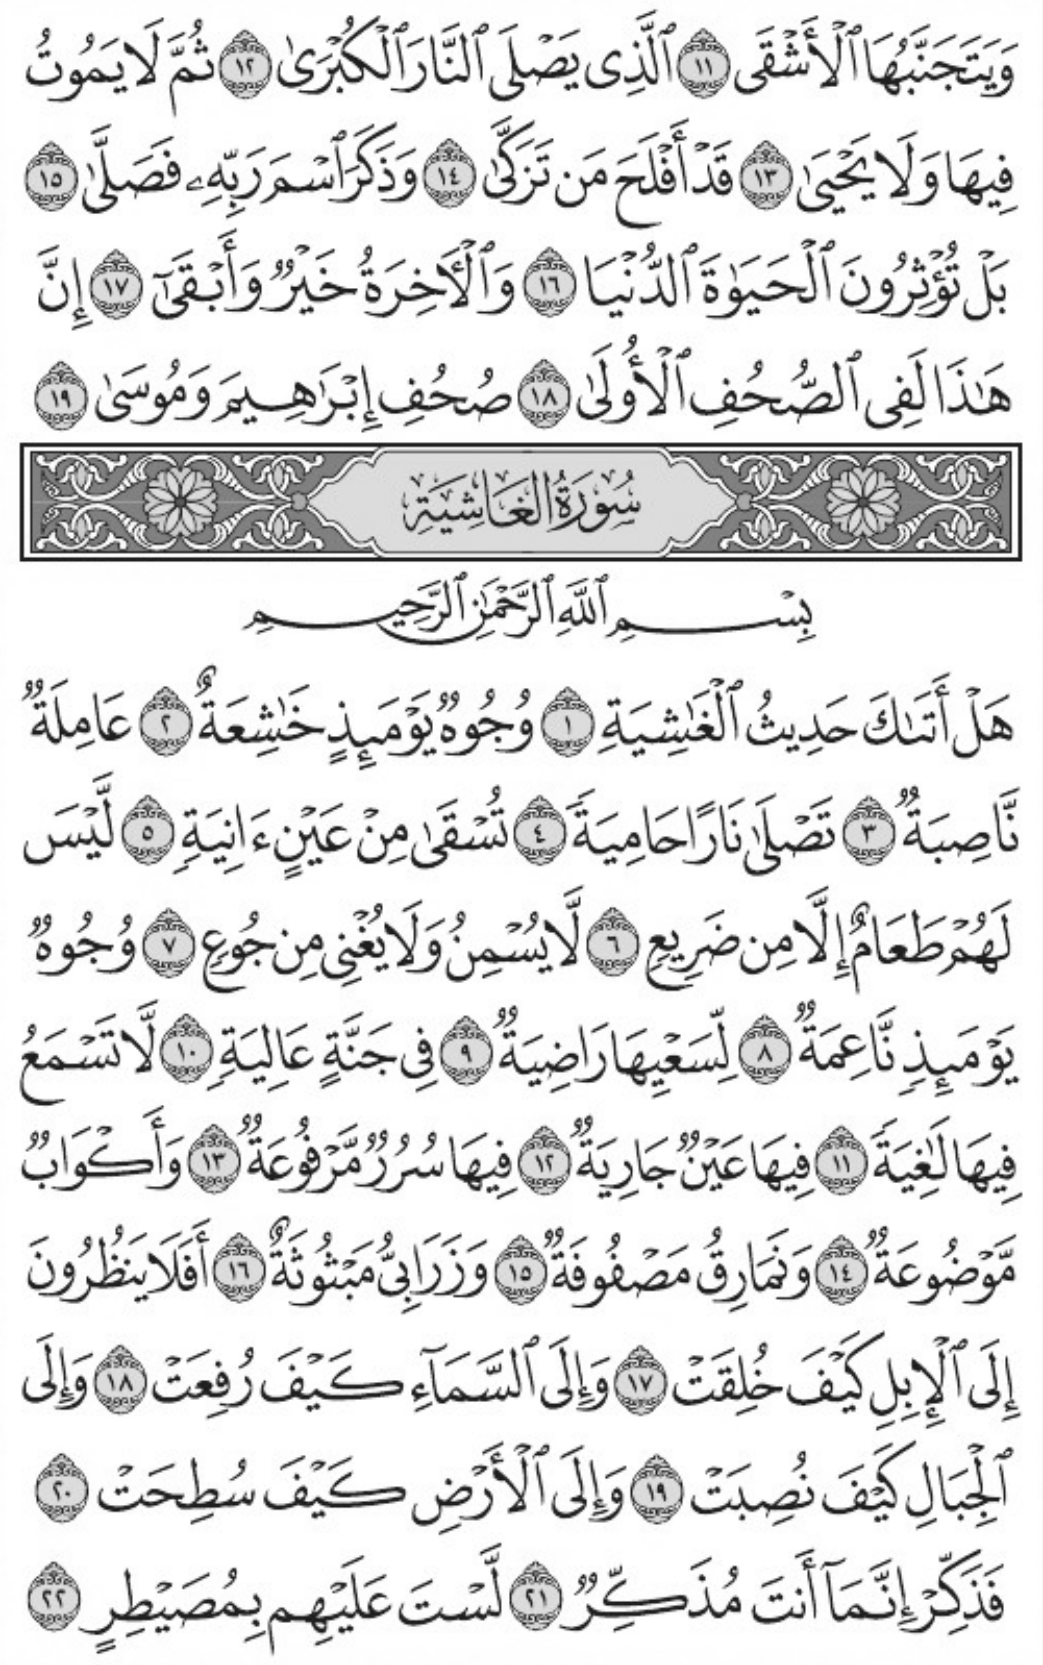 وَيَتَجَنَّبُهَا ٱلْأَشْقَى ١١ ٱلَّذِى يَصْلَى ٱلنَّارَ ٱلْكُبْرَىٰ ١٢ ثُمَّ لَا يَمُوتُ
فِيهَا وَلَا يَحْيَىٰ ١٣ قَدْ أَفْلَحَ مَن تَزَكَّىٰ ١٤ وَذَكَرَ ٱسْمَ رَبِّهِۦ فَصَلَّىٰ ١٥
بَلْ تُؤْثِرُونَ ٱلْحَيَوٰةَ ٱلدُّنْيَا ١٦ وَٱلْأَخِرَةُ خَيْرٌ وَأَبْقَىٰٓ ١٧ إِنَّ
هَـٰذَا لَفِى ٱلصُّحُفِ ٱلْأُولَىٰ ١٨ صُحُفِ إِبْرَٰهِيمَ وَمُوسَىٰ ١٩
سُورَةُ الغَاشِيَةِ
بِسْمِ ٱللَّهِ ٱلرَّحْمَـٰنِ ٱلرَّحِيمِ
هَلْ أَتَىٰكَ حَدِيثُ ٱلْغَـٰشِيَةِ ١ وُجُوهٌ يَوْمَئِذٍ خَـٰشِعَةٌ ٢ عَامِلَةٌ
نَّاصِبَةٌ ٣ تَصْلَىٰ نَارًا حَامِيَةً ٤ تُسْقَىٰ مِنْ عَيْنٍ ءَانِيَةٍ ٥ لَّيْسَ
لَهُمْ طَعَامٌ إِلَّا مِن ضَرِيعٍ ٦ لَّا يُسْمِنُ وَلَا يُغْنِى مِن جُوعٍ ٧ وُجُوهٌ
يَوْمَئِذٍ نَّاعِمَةٌ ٨ لِّسَعْيِهَا رَاضِيَةٌ ٩ فِى جَنَّةٍ عَالِيَةٍ ١٠ لَّا تَسْمَعُ
فِيهَا لَـٰغِيَةً ١١ فِيهَا عَيْنٌ جَارِيَةٌ ١٢ فِيهَا سُرُرٌ مَّرْفُوعَةٌ ١٣ وَأَكْوَابٌ
مَّوْضُوعَةٌ ١٤ وَنَمَارِقُ مَصْفُوفَةٌ ١٥ وَزَرَابِىُّ مَبْثُوثَةٌ ١٦ أَفَلَا يَنظُرُونَ
إِلَى ٱلْإِبِلِ كَيْفَ خُلِقَتْ ١٧ وَإِلَى ٱلسَّمَآءِ كَيْفَ رُفِعَتْ ١٨ وَإِلَى
ٱلْجِبَالِ كَيْفَ نُصِبَتْ ١٩ وَإِلَى ٱلْأَرْضِ كَيْفَ سُطِحَتْ ٢٠
فَذَكِّرْ إِنَّمَآ أَنتَ مُذَكِّرٌ ٢١ لَّسْتَ عَلَيْهِم بِمُصَيْطِرٍ ٢٢